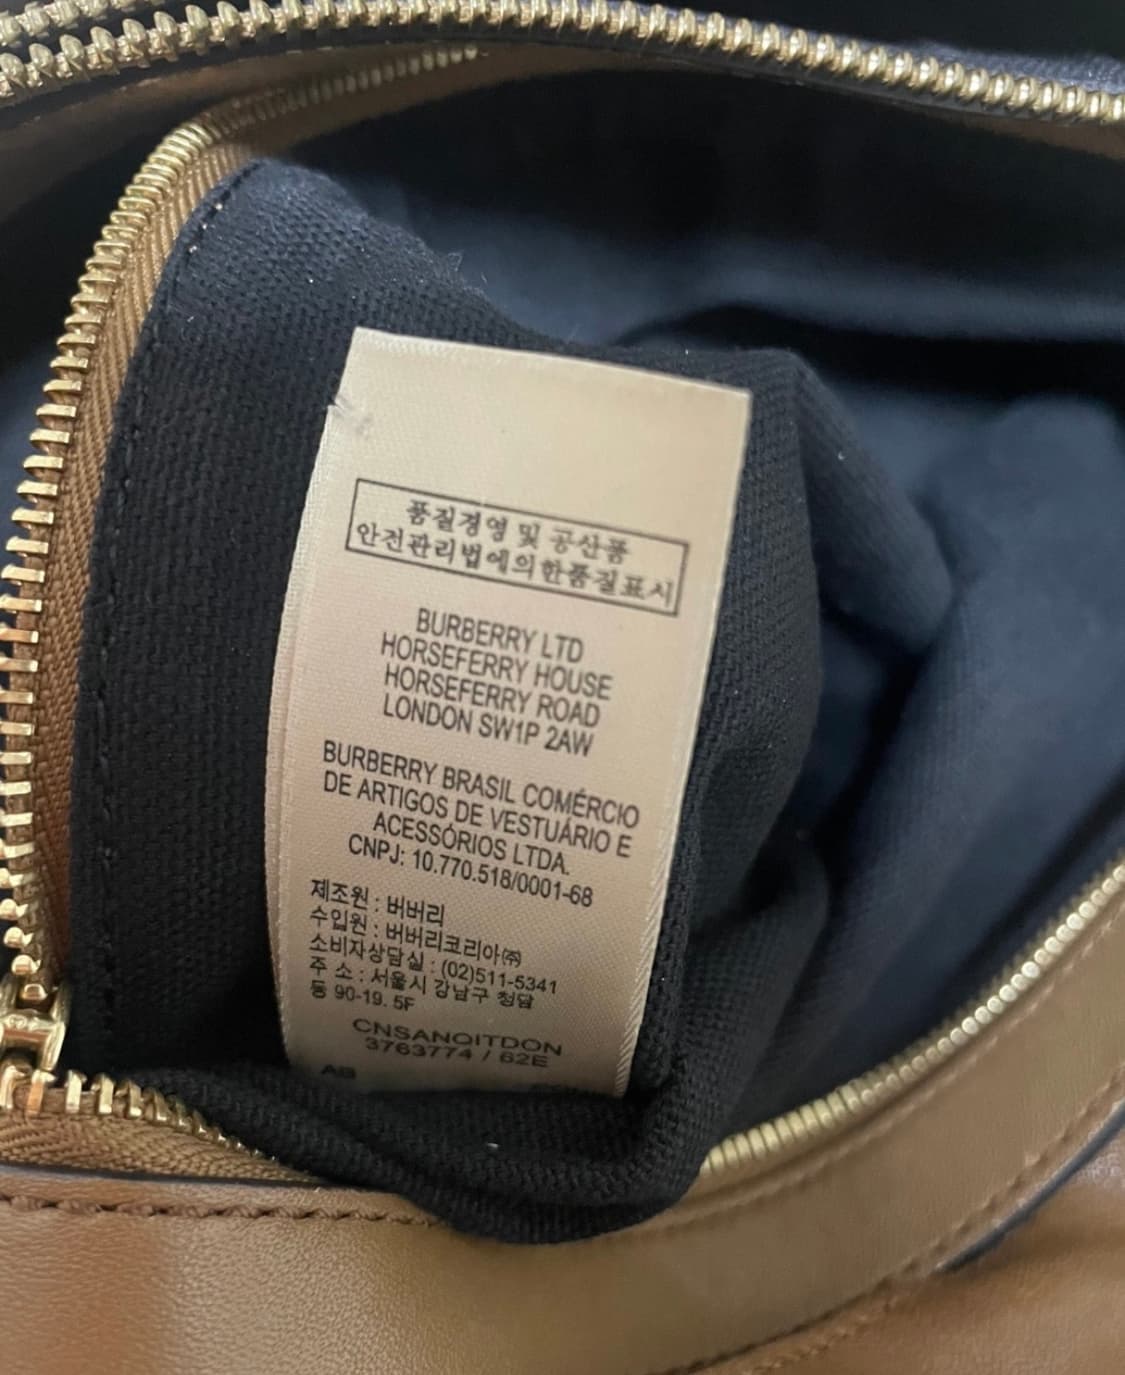 품질경영 및 공산품
안전관리법에의한품질표시
BURBERRY LTD
HORSEFERRY HOUSE
HORSEFERRY ROAD
LONDON SW1P 2AW
BURBERRY BRASIL COMÉRCIO
DE ARTIGOS DE VESTUÁRIO E
ACESSÓRIOS LTDA.
CNPJ: 10.770.518/0001-68
제조원 : 버버리
수입원 : 버버리코리아㈜
소비자상담실 : (02)511-5341
주 소 : 서울시 강남구 청담
동 90-19. 5F
CNSANQITDON
3763774 / 62E
AB